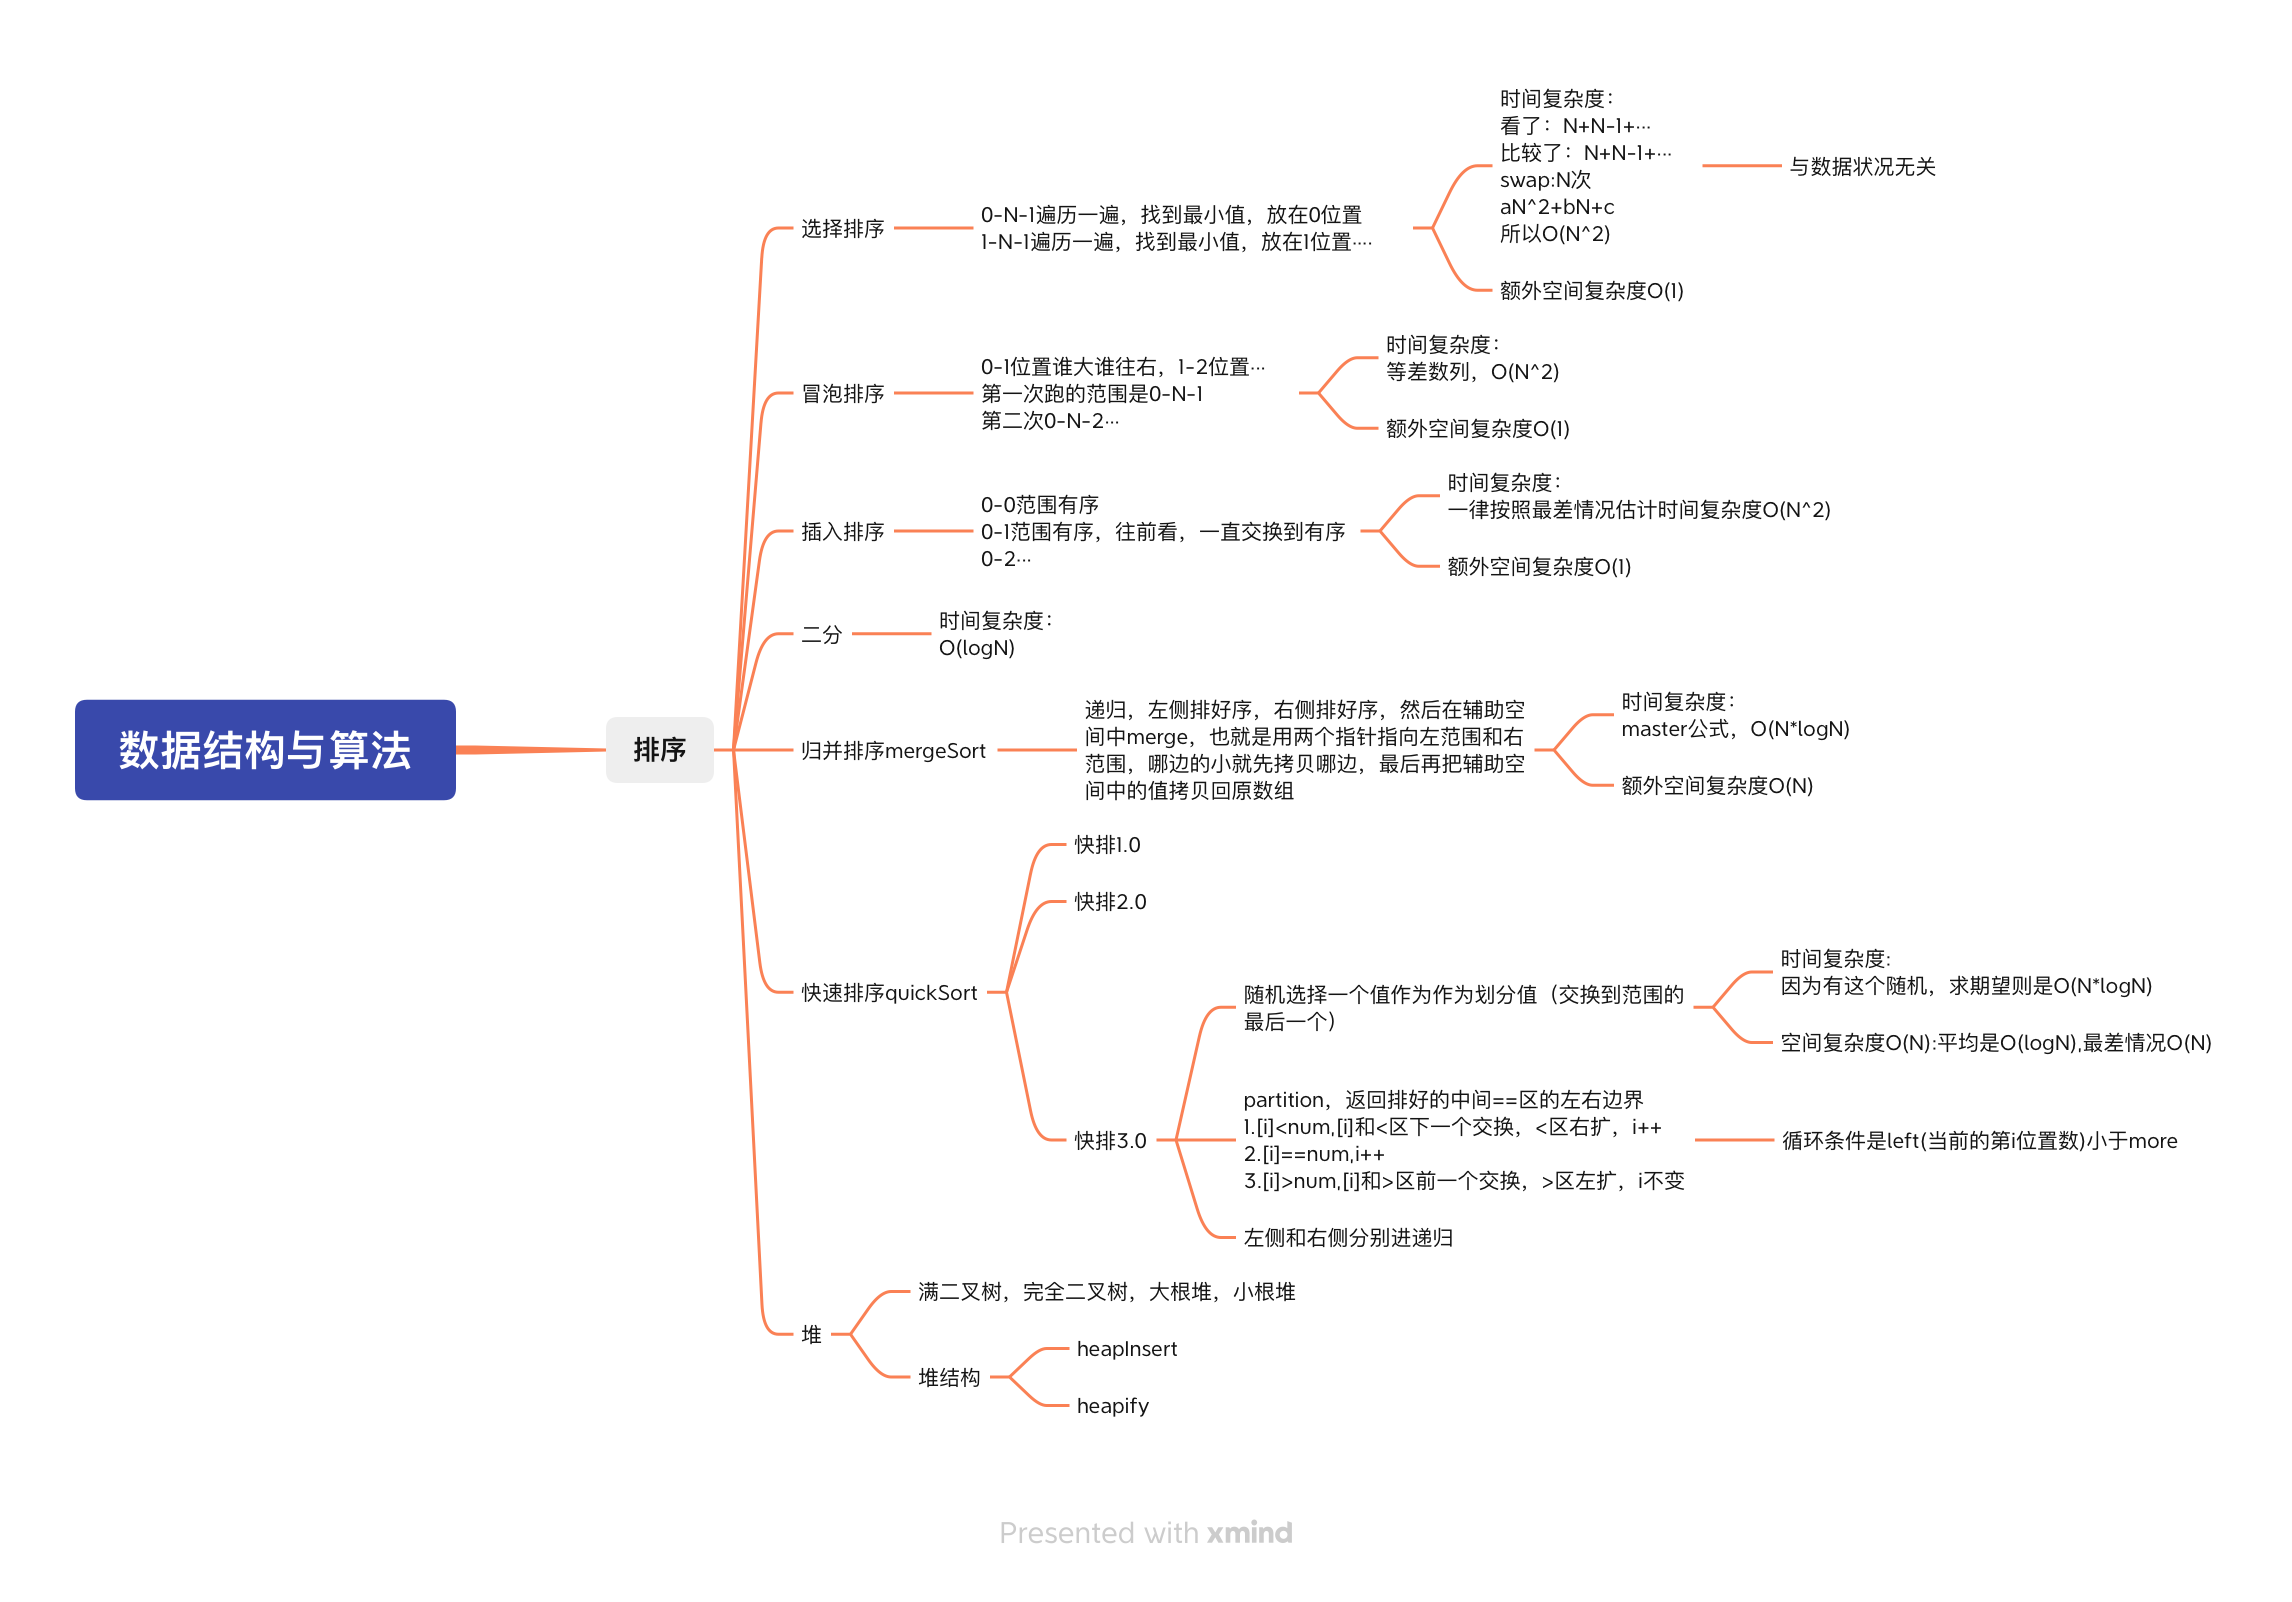 数据结构与算法
排序
选择排序
0-N-1遍历一遍，找到最小值，放在0位置
1-N-1遍历一遍，找到最小值，放在1位置····
时间复杂度：
看了：N+N-1+···
比较了：N+N-1+···
swap:N次
aN^2+bN+c
所以O(N^2)
与数据状况无关
额外空间复杂度O(1)
冒泡排序
0-1位置谁大谁往右，1-2位置···
第一次跑的范围是0-N-1
第二次0-N-2···
时间复杂度：
等差数列，O(N^2)
额外空间复杂度O(1)
插入排序
0-0范围有序
0-1范围有序，往前看，一直交换到有序
0-2···
时间复杂度：
一律按照最差情况估计时间复杂度O(N^2)
额外空间复杂度O(1)
二分
时间复杂度：
O(logN)
归并排序mergeSort
递归，左侧排好序，右侧排好序，然后在辅助空
间中merge，也就是用两个指针指向左范围和右
范围，哪边的小就先拷贝哪边，最后再把辅助空
间中的值拷贝回原数组
时间复杂度：
master公式，O(N*logN)
额外空间复杂度O(N)
快速排序quickSort
快排1.0
快排2.0
快排3.0
随机选择一个值作为作为划分值（交换到范围的
最后一个）
时间复杂度:
因为有这个随机，求期望则是O(N*logN)
空间复杂度O(N):平均是O(logN),最差情况O(N)
partition，返回排好的中间==区的左右边界
1.[i]<num,[i]和<区下一个交换，<区右扩，i++
2.[i]==num,i++
3.[i]>num,[i]和>区前一个交换，>区左扩，i不变
循环条件是left(当前的第i位置数)小于more
左侧和右侧分别进递归
堆
满二叉树，完全二叉树，大根堆，小根堆
堆结构
heapInsert
heapify
Presented with xmind